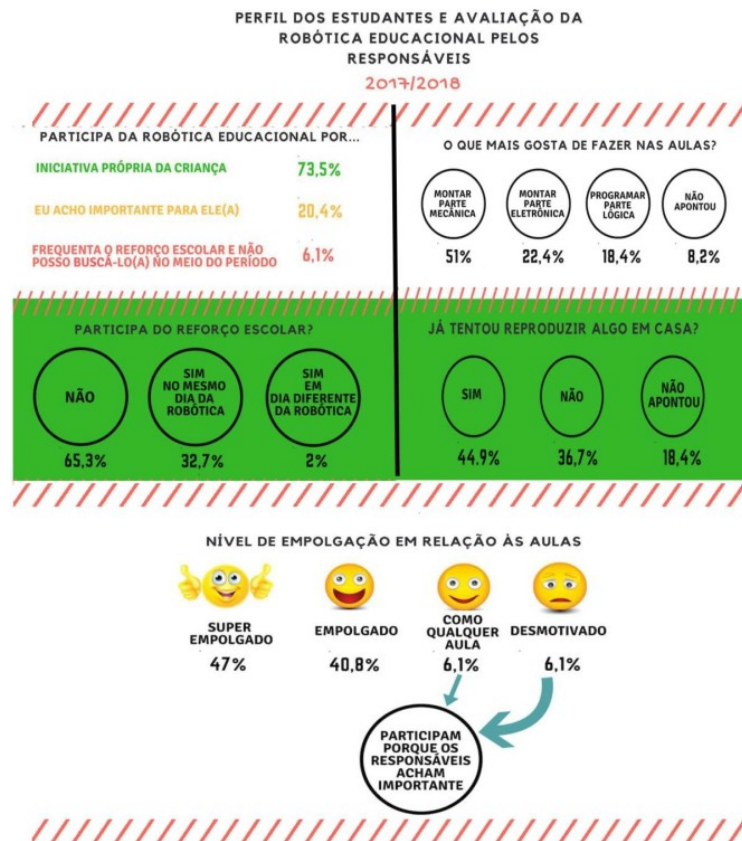 PERFIL DOS ESTUDANTES E AVALIAÇÃO DA
ROBÓTICA EDUCACIONAL PELOS
RESPONSÁVEIS
2017/2018
PARTICIPA DA ROBÓTICA EDUCACIONAL POR...
INICIATIVA PRÓPRIA DA CRIANÇA 73,5%
EU ACHO IMPORTANTE PARA ELE(A) 20,4%
FREQUENTA O REFORÇO ESCOLAR E NÃO
POSSO BUSCÁ-LO(A) NO MEIO DO PERÍODO 6,1%
O QUE MAIS GOSTA DE FAZER NAS AULAS?
MONTAR
PARTE
MECÂNICA
51%
MONTAR
PARTE
ELETRÔNICA
22,4%
PROGRAMAR
PARTE
LÓGICA
18,4%
NÃO
APONTOU
8,2%
PARTICIPA DO REFORÇO ESCOLAR?
NÃO
65,3%
SIM
NO MESMO
DIA DA
ROBÓTICA
32,7%
SIM
EM
DIA DIFERENTE
DA ROBÓTICA
2%
JÁ TENTOU REPRODUZIR ALGO EM CASA?
SIM
44.9%
NÃO
36,7%
NÃO
APONTOU
18,4%
NÍVEL DE EMPOLGAÇÃO EM RELAÇÃO ÀS AULAS
SUPER
EMPOLGADO
47%
EMPOLGADO
40,8%
COMO
QUALQUER
AULA
6,1%
DESMOTIVADO
6,1%
PARTICIPAM
PORQUE OS
RESPONSÁVEIS
ACHAM
IMPORTANTE